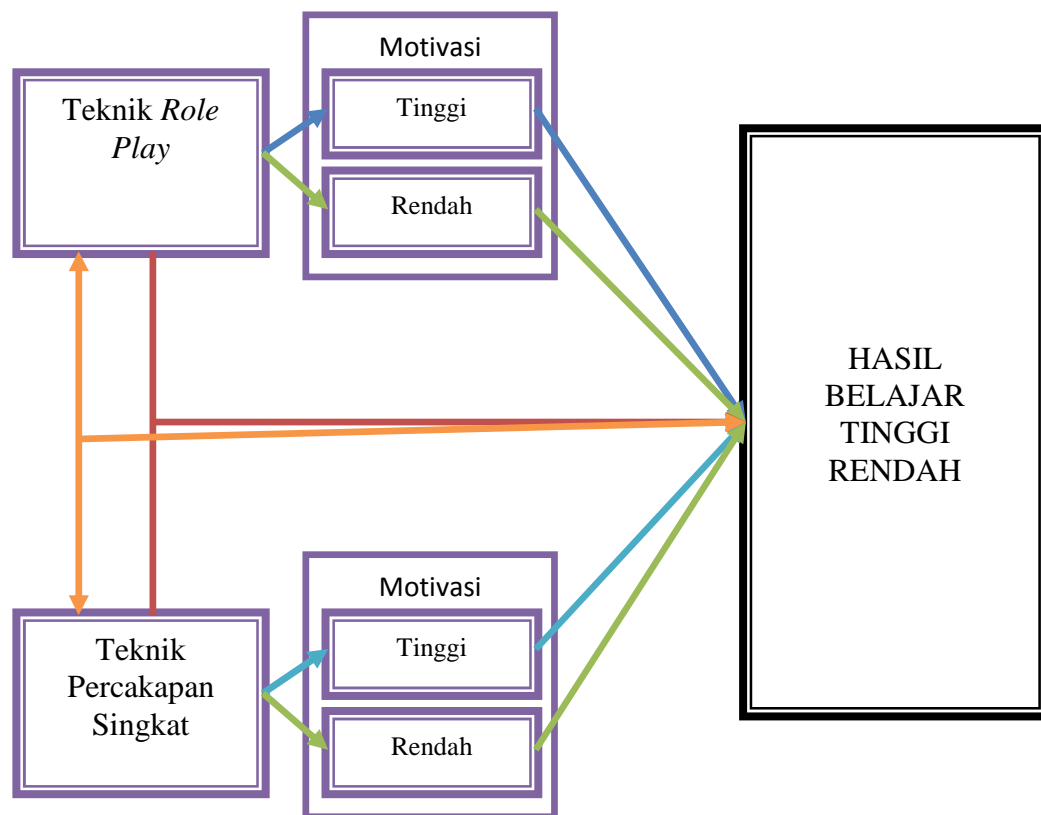 Motivasi
Teknik Role
Play
Tinggi
Rendah
HASIL
BELAJAR
TINGGI
RENDAH
Motivasi
Teknik
Percakapan
Singkat
Tinggi
Rendah